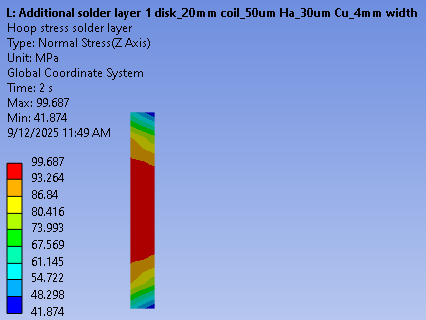 L: Additional solder layer 1 disk_20mm coil_50um Ha_30um Cu_4mm width
Hoop stress solder layer
Type: Normal Stress(Z Axis)
Unit: MPa
Global Coordinate System
Time: 2 s
Max: 99.687
Min: 41.874
9/12/2025 11:49 AM
99.687
93.264
86.84
80.416
73.993
67.569
61.145
54.722
48.298
41.874